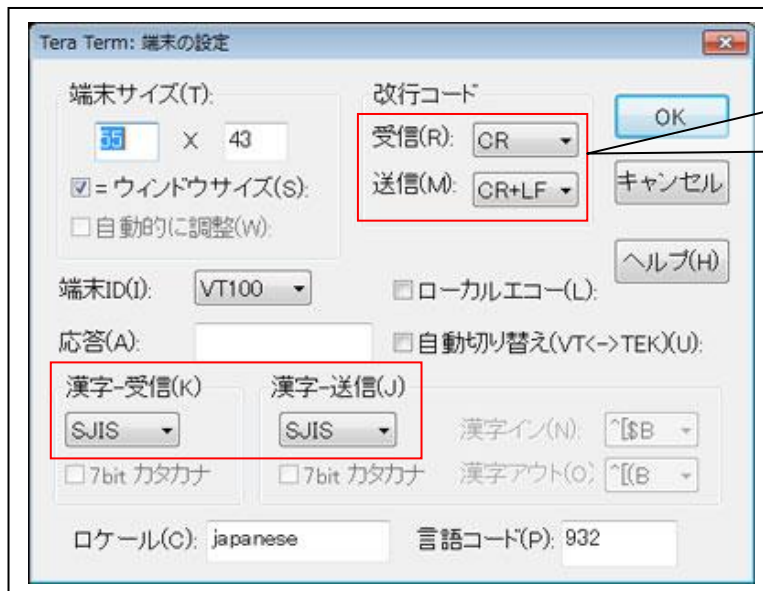 Tera Term: 端末の設定
端末サイズ(T):
55 X 43
= ウィンドウサイズ(S):
自動的に調整(W):
改行コード
受信(R): CR
送信(M): CR+LF
OK
キャンセル
ヘルプ(H)
端末ID(I): VT100
ローカルエコー(L):
応答(A):
自動切り替え(VT<->TEK)(U):
漢字-受信(K)
SJIS
7bit カタカナ
漢字-送信(J)
SJIS
7bit カタカナ
漢字イン(N): ^[$B
漢字アウト(O): ^[(B
ロケール(C): japanese
言語コード(P): 932